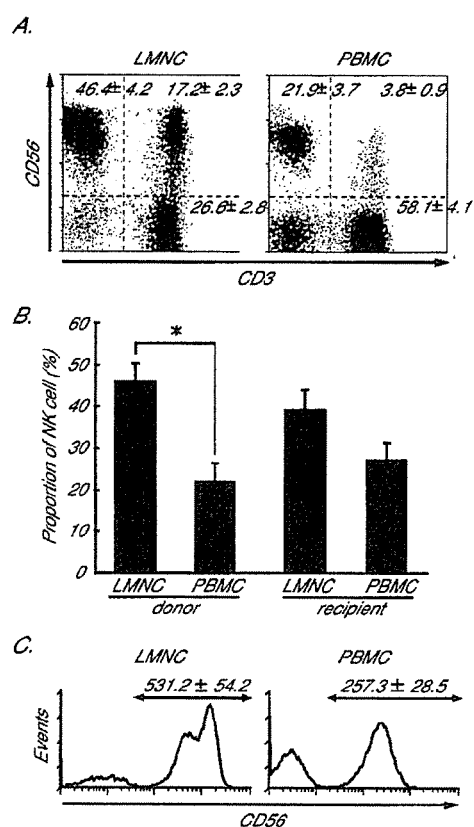 A.
LMNC PBMC
46.4± 4.2 17.2± 2.3 21.9± 3.7 3.8± 0.9
CD56
26.6± 2.8 58.1± 4.1
CD3
B.
Proportion of NK cell (%)
60
50
40
30
20
10
0
*
LMNC PBMC LMNC PBMC
donor recipient
C.
LMNC PBMC
531.2 ± 54.2 257.3 ± 28.5
Events
CD56